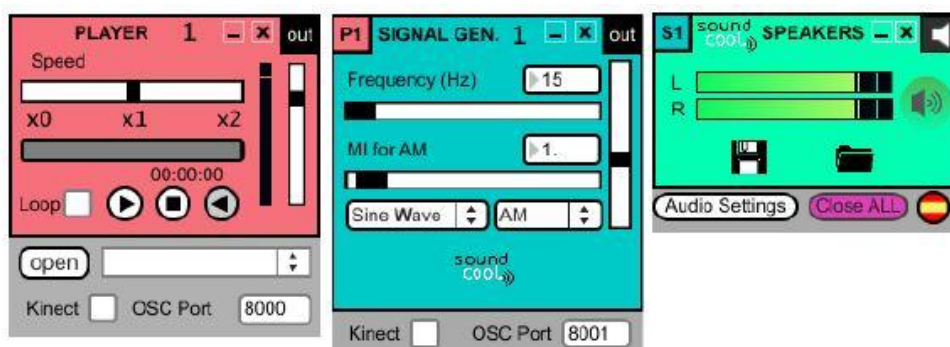 PLAYER 1 out
Speed
x0 x1 x2
00:00:00
Loop
open
Kinect OSC Port 8000
P1 SIGNAL GEN. 1 out
Frequency (Hz) 15
MI for AM 1.
Sine Wave AM
sound
cool
Kinect OSC Port 8001
S1 sound
cool SPEAKERS
L
R
Audio Settings Close ALL